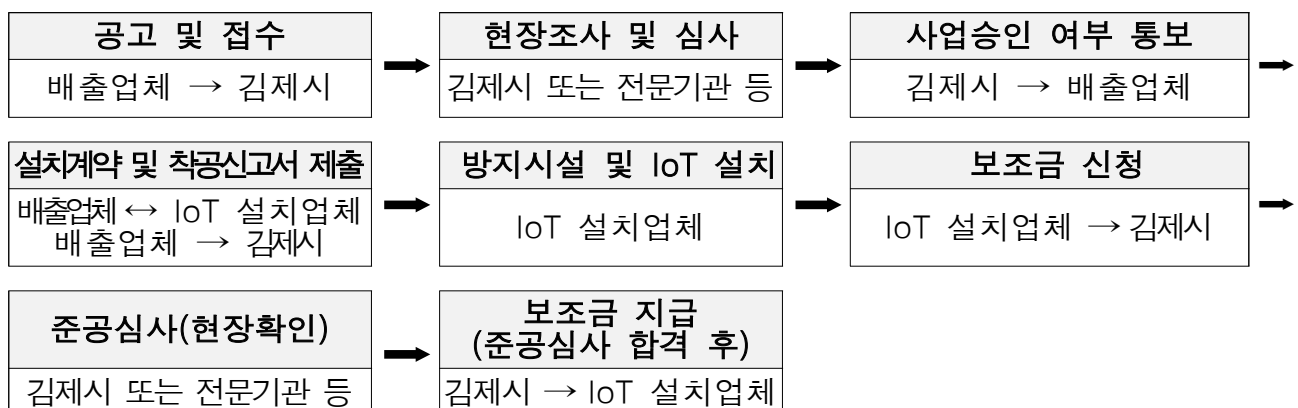 공고 및 접수
배출업체 → 김제시
현장조사 및 심사
김제시 또는 전문기관 등
사업승인 여부 통보
김제시 → 배출업체
설치계약 및 착공신고서 제출
배출업체 ↔ IoT 설치업체
배출업체 → 김제시
방지시설 및 IoT 설치
IoT 설치업체
보조금 신청
IoT 설치업체 → 김제시
준공심사(현장확인)
김제시 또는 전문기관 등
보조금 지급
(준공심사 합격 후)
김제시 → IoT 설치업체